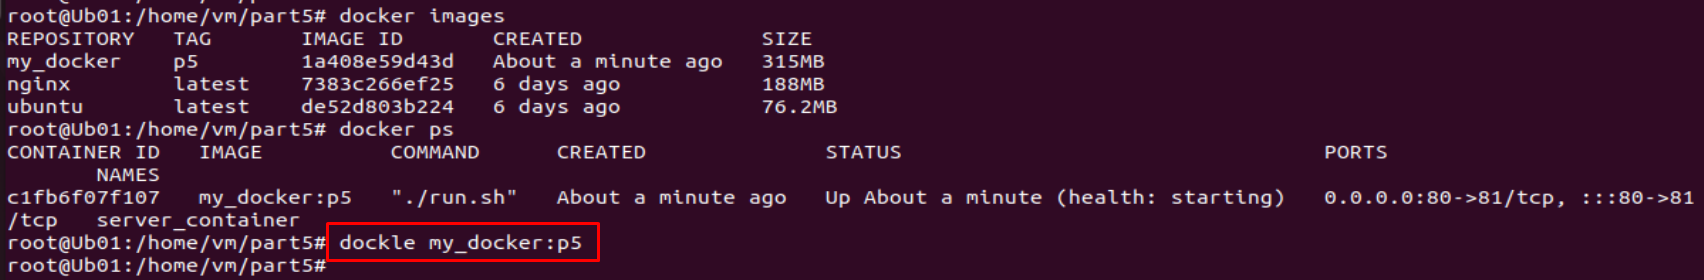 root@Ub01:/home/vm/part5# docker images
REPOSITORY   TAG       IMAGE ID       CREATED              SIZE
my_docker    p5        1a408e59d43d   About a minute ago   315MB
nginx        latest    7383c266ef25   6 days ago           188MB
ubuntu       latest    de52d803b224   6 days ago           76.2MB
root@Ub01:/home/vm/part5# docker ps
CONTAINER ID   IMAGE          COMMAND      CREATED              STATUS                                 PORTS
       NAMES
c1fb6f07f107   my_docker:p5   "./run.sh"   About a minute ago   Up About a minute (health: starting)   0.0.0.0:80->81/tcp, :::80->81
/tcp   server_container
root@Ub01:/home/vm/part5# dockle my_docker:p5
root@Ub01:/home/vm/part5#